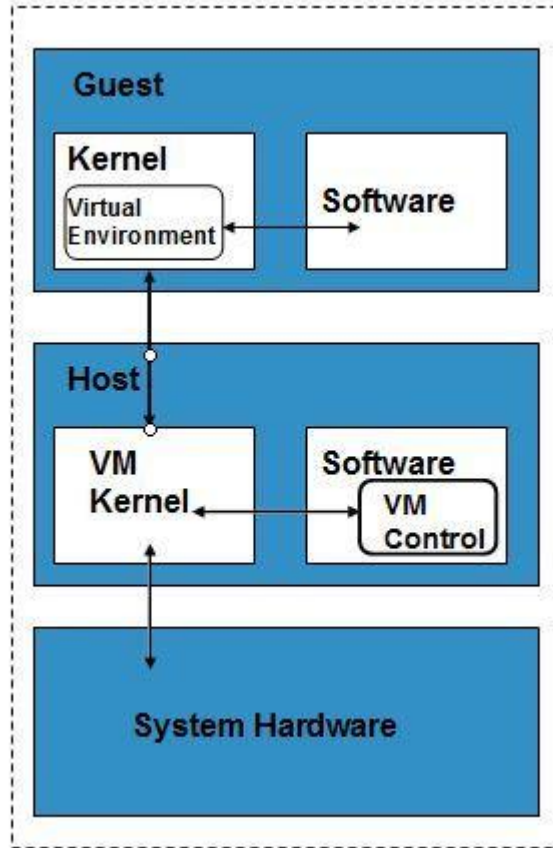 Guest
Kernel
Virtual
Environment
Software
Host
VM
Kernel
Software
VM
Control
System Hardware